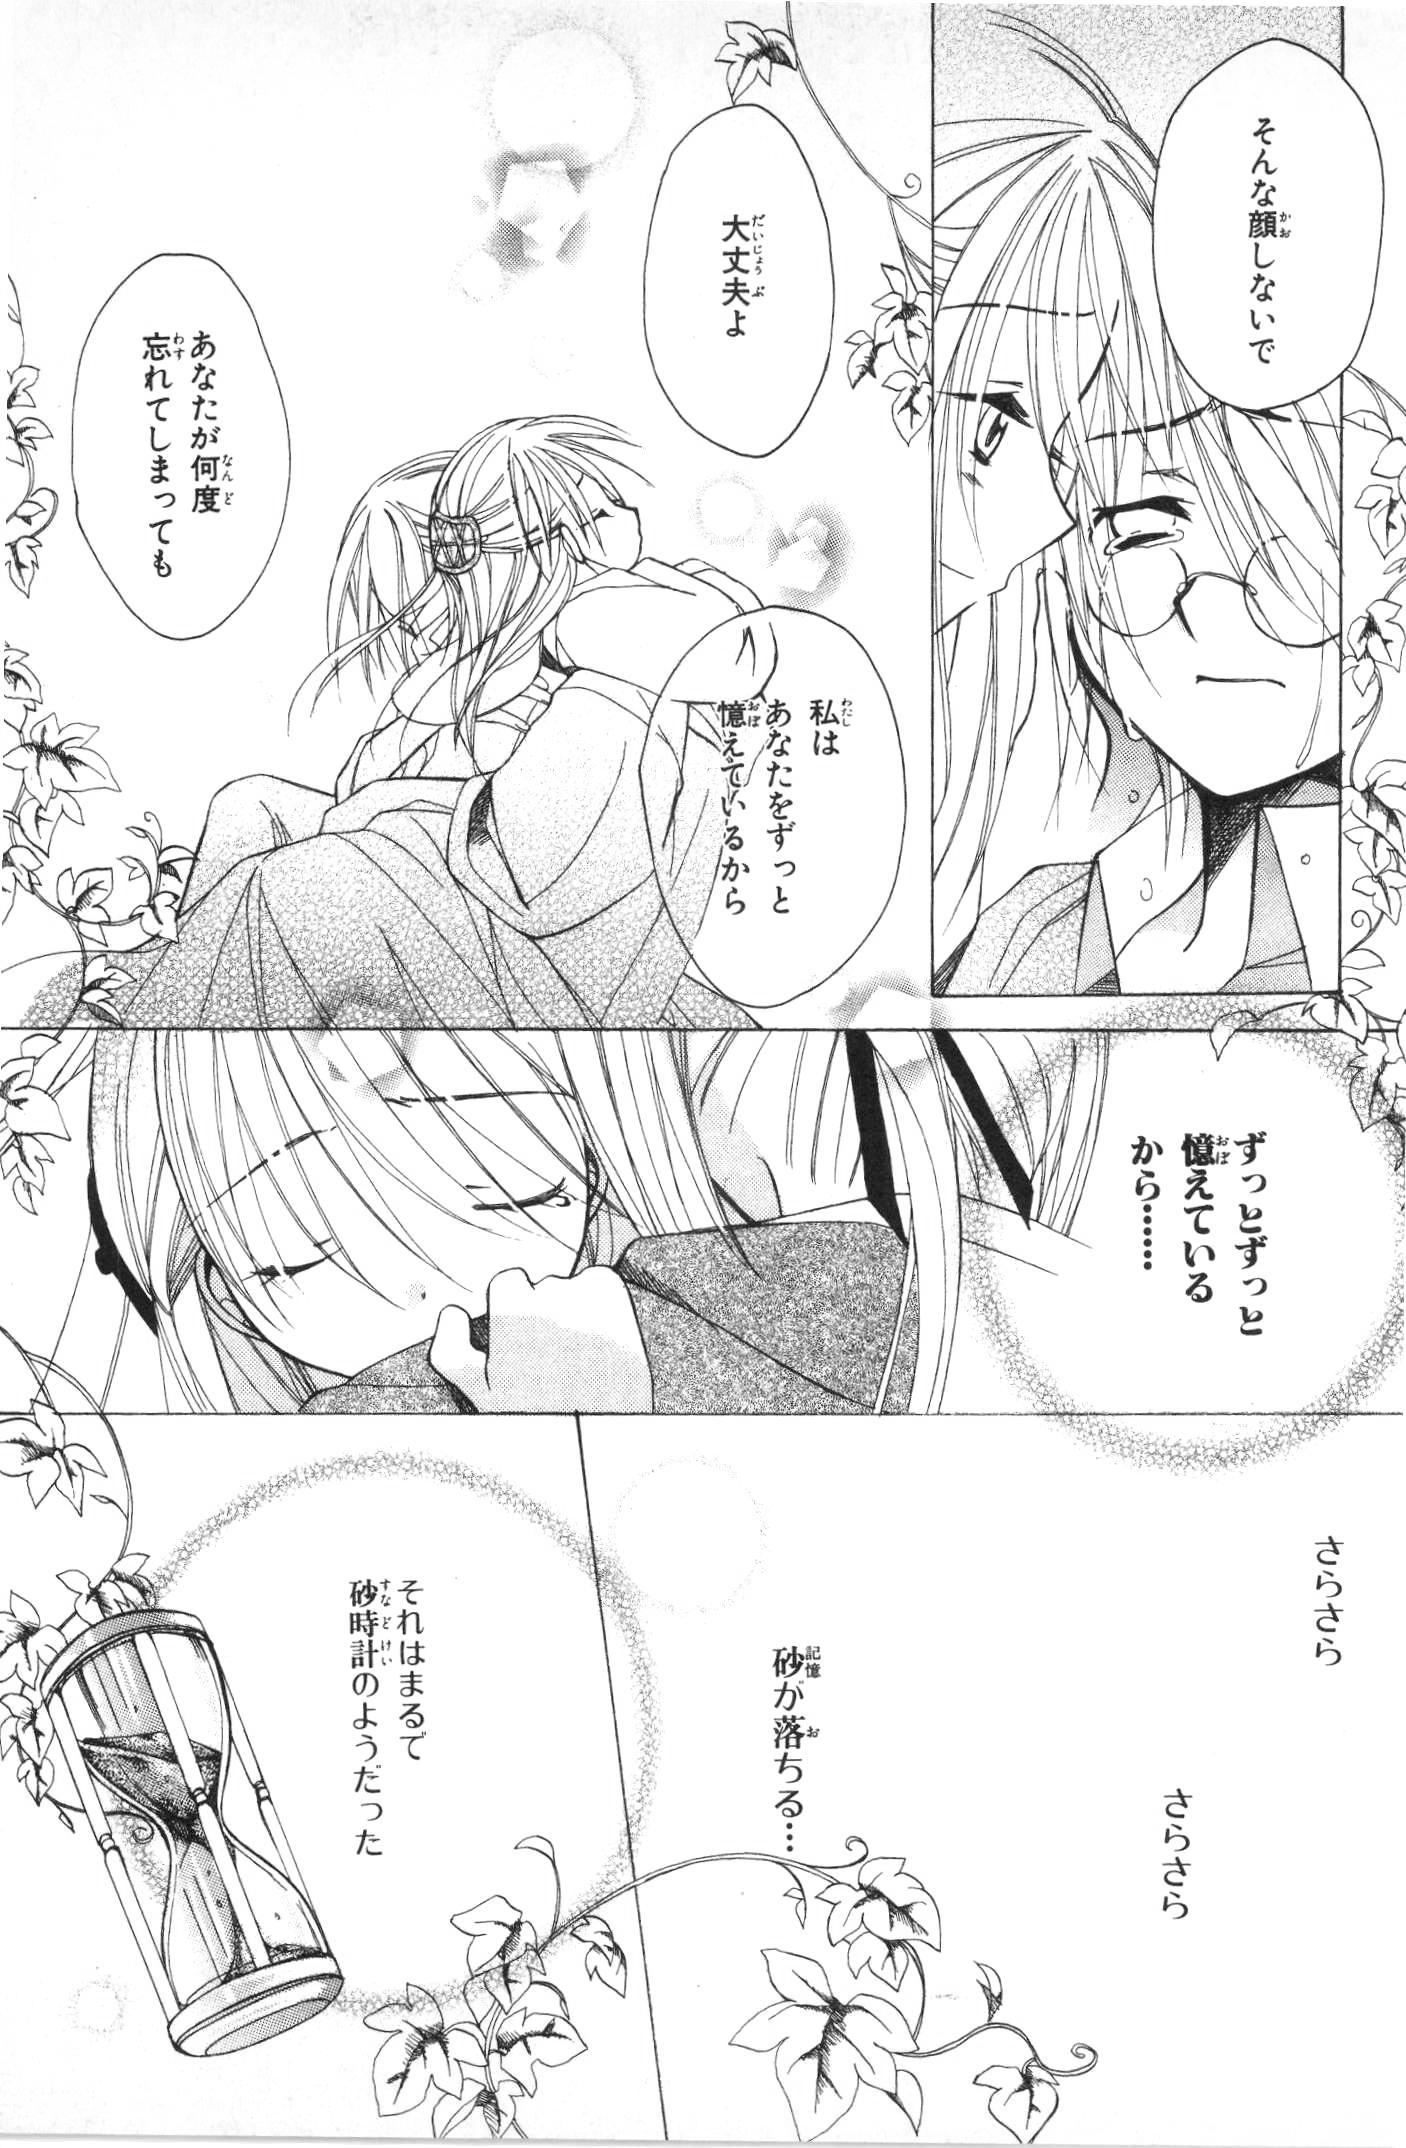 そんな顔しないで
大丈夫よ
私は
あなたをずっと
憶えているから
あなたが何度
忘れてしまっても
ずっとずっと
憶えている
から……
さらさら
さらさら
砂が落ちる…
それはまるで
砂時計のようだった